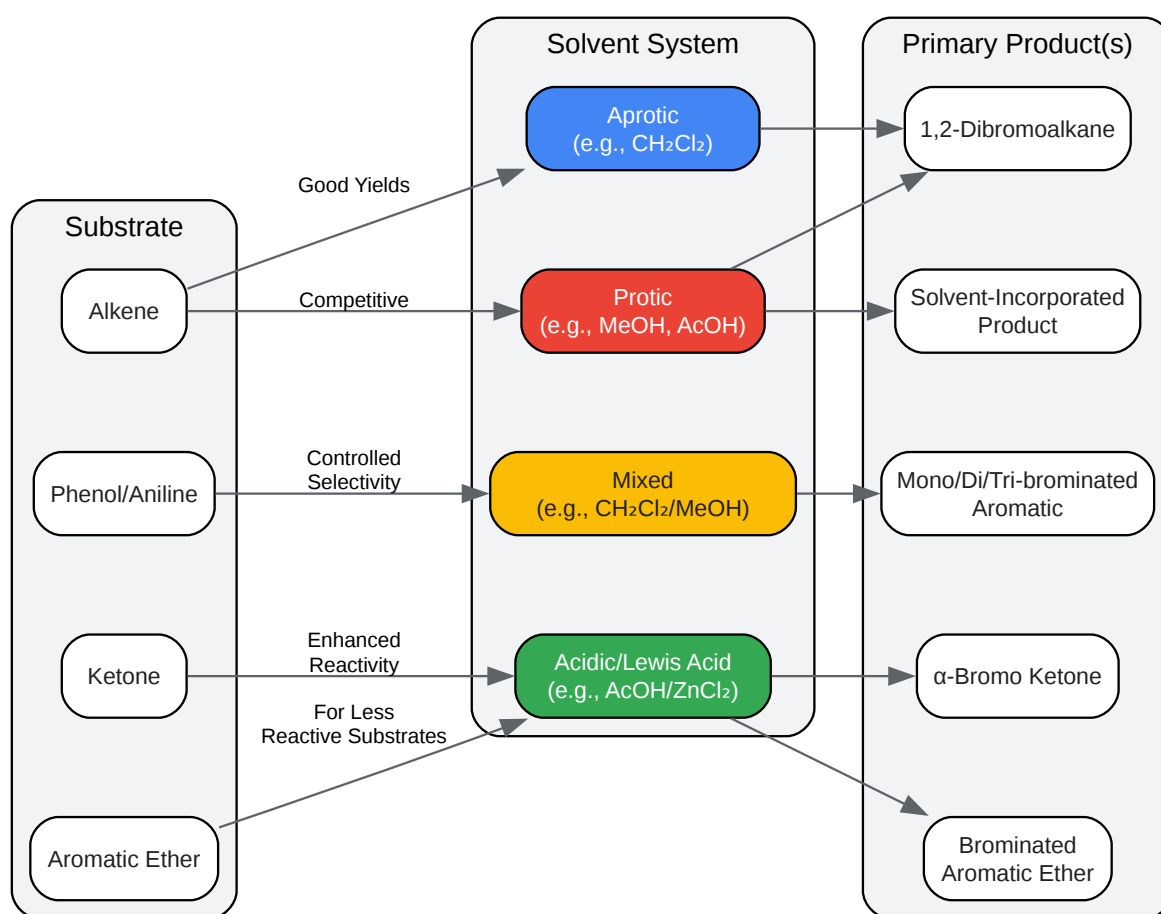 Substrate
Alkene
Phenol/Aniline
Ketone
Aromatic Ether
Good Yields
Competitive
Controlled
Selectivity
Enhanced
Reactivity
For Less
Reactive Substrates
Solvent System
Aprotic
(e.g., CH₂Cl₂)
Protic
(e.g., MeOH, AcOH)
Mixed
(e.g., CH₂Cl₂/MeOH)
Acidic/Lewis Acid
(e.g., AcOH/ZnCl₂)
Primary Product(s)
1,2-Dibromoalkane
Solvent-Incorporated
Product
Mono/Di/Tri-brominated
Aromatic
α-Bromo Ketone
Brominated
Aromatic Ether